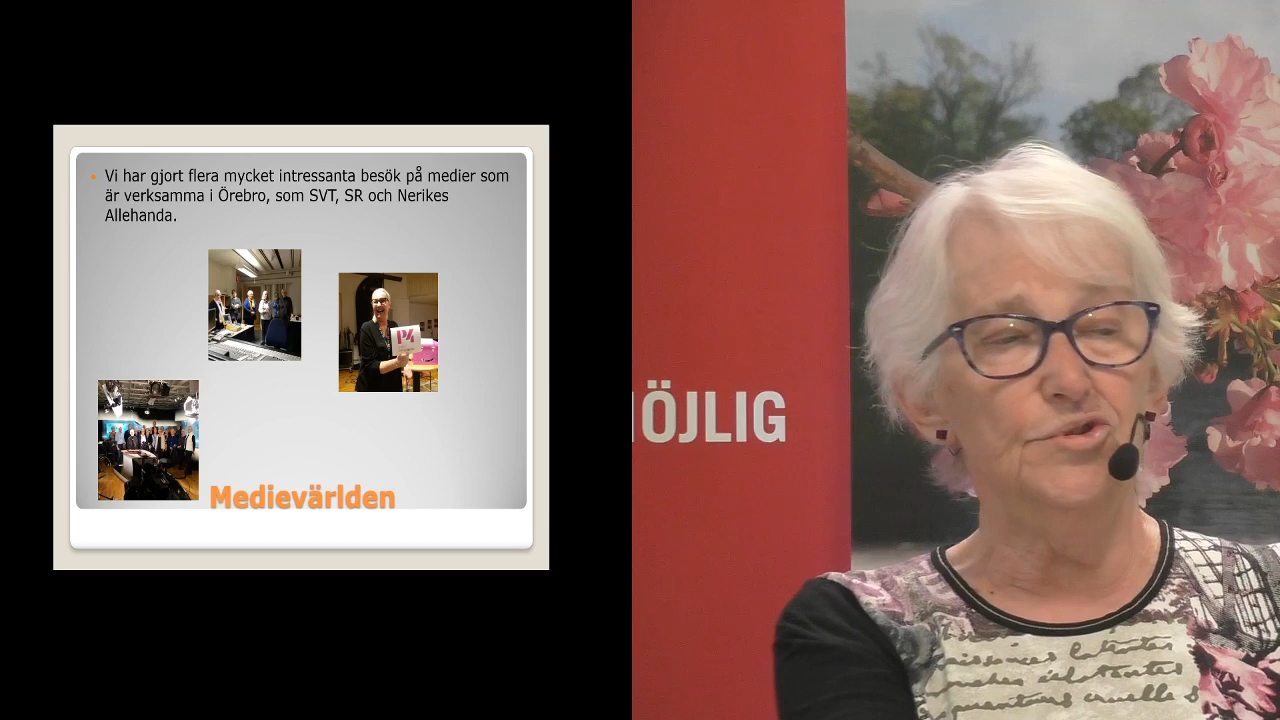 Vi har gjort flera mycket intressanta besök på medier som
är verksamma i Örebro, som SVT, SR och Nerikes
Allehanda.
P4
Medievärlden
ÖJLIG